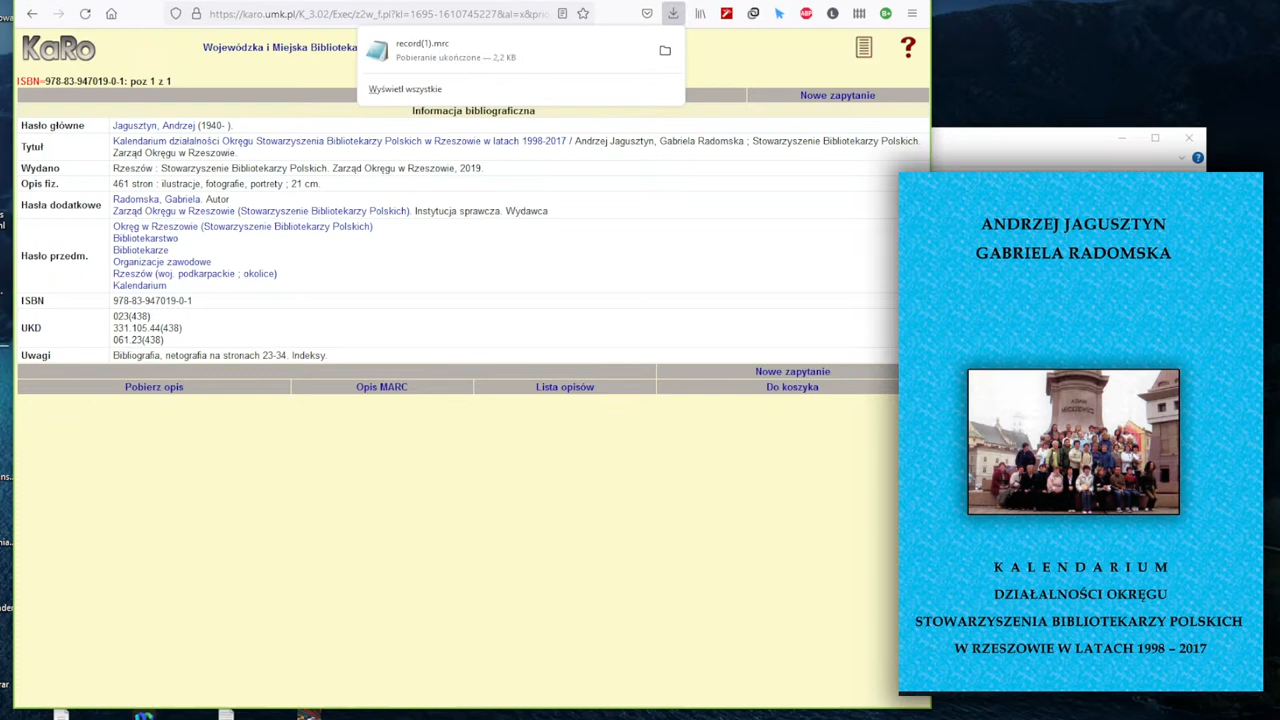 https://karo.umk.pl/K_3.02/Exec/z2w_f.pl?kl=1695-1610745227&al=x&prio
KaRo
Wojewódzka i Miejska Biblioteka
record(1).mrc
Pobieranie ukończone — 2,2 KB
Wyświetl wszystkie
ISBN=978-83-947019-0-1: poz 1 z 1
Nowe zapytanie
Informacja bibliograficzna
Hasło główne Jagusztyn, Andrzej (1940- ).
Tytuł Kalendarium działalności Okręgu Stowarzyszenia Bibliotekarzy Polskich w Rzeszowie w latach 1998-2017 / Andrzej Jagusztyn, Gabriela Radomska ; Stowarzyszenie Bibliotekarzy Polskich.
Zarząd Okręgu w Rzeszowie.
Wydano Rzeszów : Stowarzyszenie Bibliotekarzy Polskich. Zarząd Okręgu w Rzeszowie, 2019.
Opis fiz. 461 stron : ilustracje, fotografie, portrety ; 21 cm.
Hasła dodatkowe Radomska, Gabriela. Autor
Zarząd Okręgu w Rzeszowie (Stowarzyszenie Bibliotekarzy Polskich). Instytucja sprawcza. Wydawca
Hasło przedm. Okręg w Rzeszowie (Stowarzyszenie Bibliotekarzy Polskich)
Bibliotekarstwo
Bibliotekarze
Organizacje zawodowe
Rzeszów (woj. podkarpackie ; okolice)
Kalendarium
ISBN 978-83-947019-0-1
UKD 023(438)
331.105.44(438)
061.23(438)
Uwagi Bibliografia, netografia na stronach 23-34. Indeksy.
Nowe zapytanie
Pobierz opis Opis MARC Lista opisów Do koszyka
ANDRZEJ JAGUSZTYN
GABRIELA RADOMSKA
KALENDARIUM
DZIAŁALNOŚCI OKRĘGU
STOWARZYSZENIA BIBLIOTEKARZY POLSKICH
W RZESZOWIE W LATACH 1998 – 2017